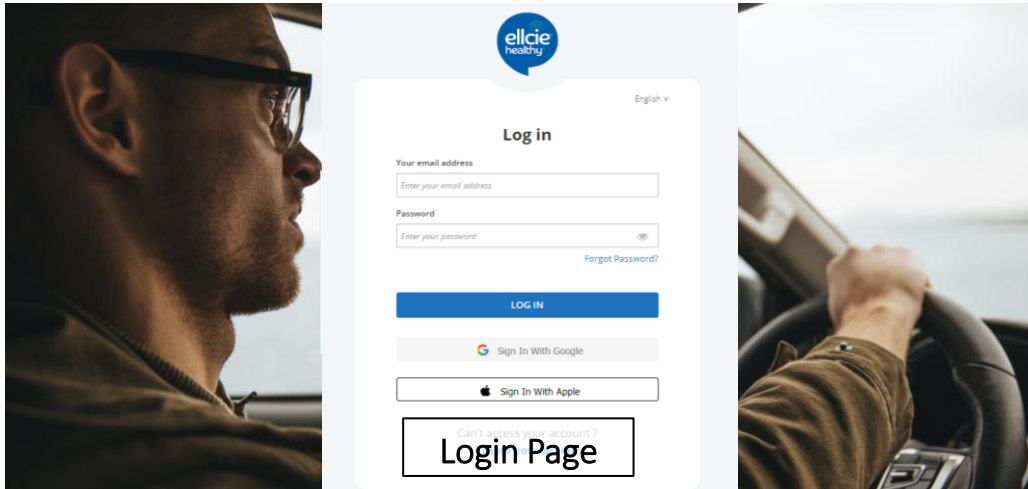 ellcie
healthy
English v
Log in
Your email address
Enter your email address
Password
Enter your password
Forgot Password?
LOG IN
Sign In With Google
Sign In With Apple
Can't access your account ?
Login Page